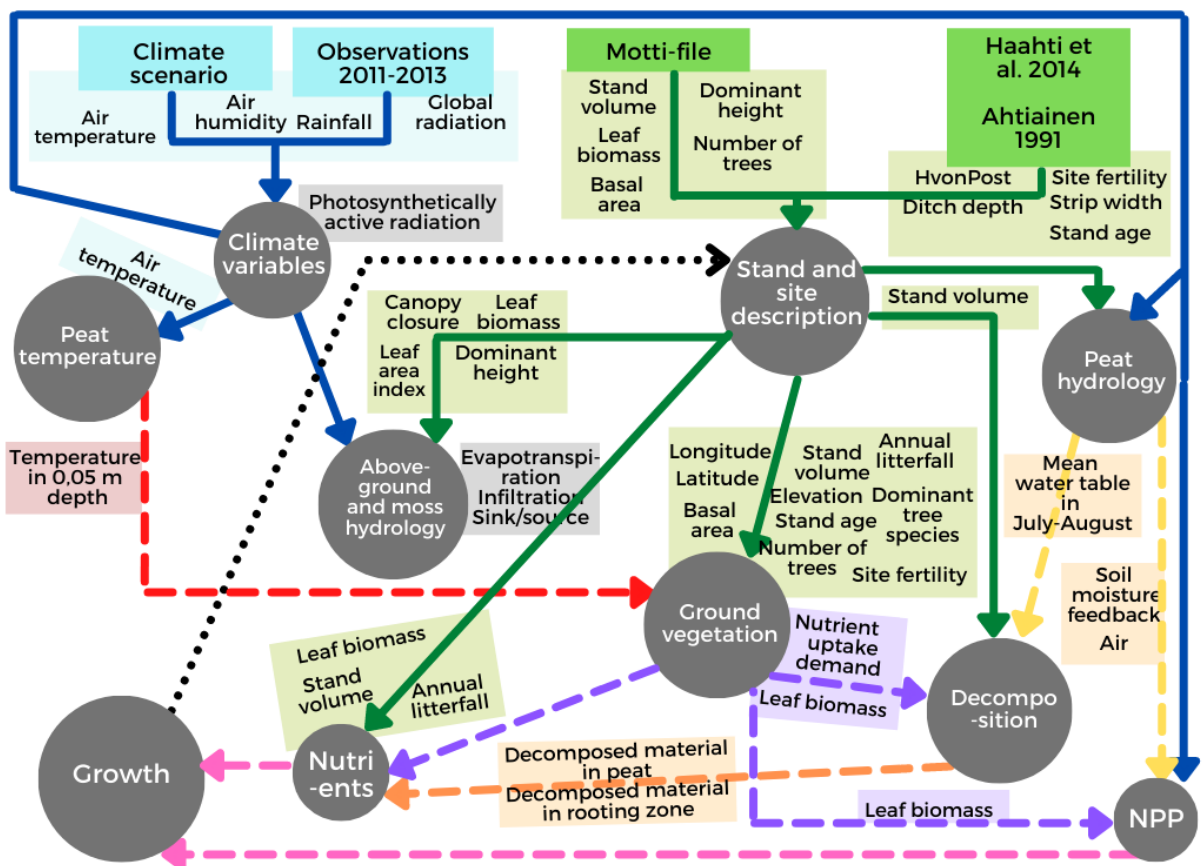 Climate
scenario
Observations
2011-2013
Motti-file
Haahti et
al. 2014
Ahtiainen
1991
Air
temperature
Air
humidity
Rainfall
Global
radiation
Stand
volume
Leaf
biomass
Basal
area
Dominant
height
Number of
trees
HvonPost
Ditch depth
Site fertility
Strip width
Stand age
Photosynthetically
active radiation
Climate
variables
Air
temperature
Peat
temperature
Stand and
site
description
Stand volume
Peat
hydrology
Canopy
closure
Leaf
biomass
Leaf
area
index
Dominant
height
Temperature
in 0,05 m
depth
Above-
ground
and moss
hydrology
Evapotranspi-
ration
Infiltration
Sink/source
Longitude
Latitude
Basal
area
Stand
volume
Elevation
Stand age
Number of
trees
Annual
litterfall
Dominant
tree
species
Site fertility
Mean
water table
in
July-August
Soil
moisture
feedback
Air
Ground
vegetation
Nutrient
uptake
demand
Leaf biomass
Decompo
-sition
Leaf biomass
Stand
volume
Annual
litterfall
Growth
Nutri
-ents
Decomposed material
in peat
Decomposed material
in rooting zone
Leaf biomass
NPP